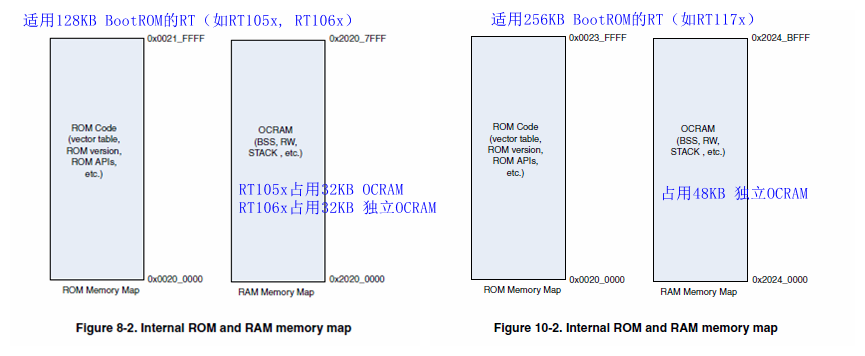 适用128KB BootROM的RT（如RT105x, RT106x）
0x0021_FFFF
0x2020_7FFF
ROM Code
(vector table,
ROM version,
ROM APIs,
etc.)
OCRAM
(BSS, RW,
STACK , etc.)
RT105x占用32KB OCRAM
RT106x占用32KB 独立OCRAM
0x0020_0000
0x2020_0000
ROM Memory Map
RAM Memory Map
Figure 8-2. Internal ROM and RAM memory map
适用256KB BootROM的RT（如RT117x）
0x0023_FFFF
0x2024_BFFF
ROM Code
(vector table,
ROM version,
ROM APIs,
etc.)
OCRAM
(BSS, RW,
STACK , etc.)
占用48KB 独立OCRAM
0x0020_0000
0x2024_0000
ROM Memory Map
RAM Memory Map
Figure 10-2. Internal ROM and RAM memory map